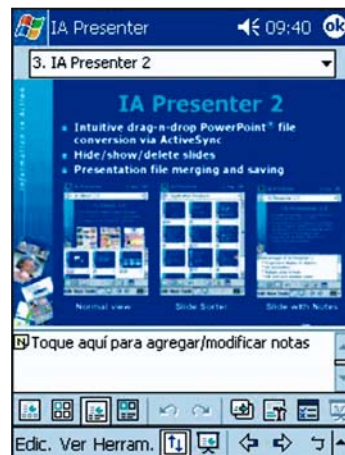 IA Presenter 09:40 ok
3. IA Presenter 2
IA Presenter 2
Intuitive drag-n-drop PowerPoint® file
conversion via ActiveSync
Hide/show/delete slides
Presentation file merging and saving
Normal view Slide Sorter Slide with Notes
Toque aquí para agregar/modificar notas
Edic. Ver Herram.